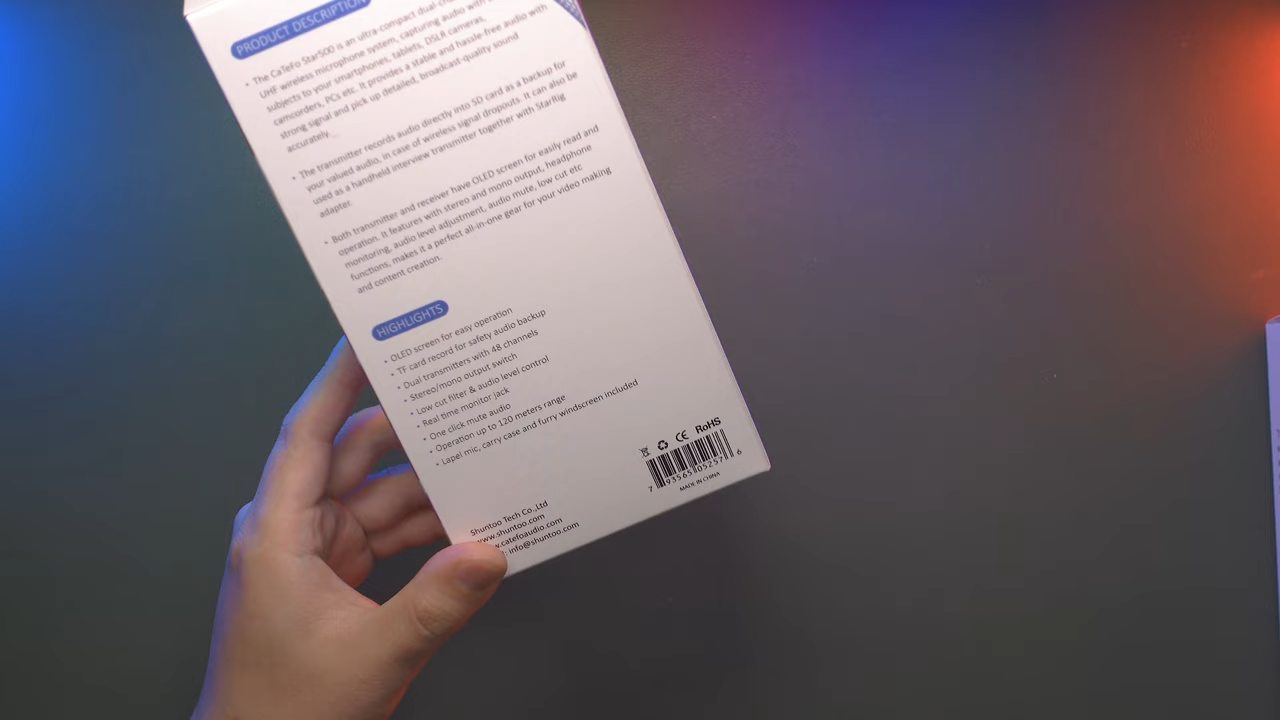 PRODUCT DESCRIPTION
• The CaTeFo Star500 is an ultra-compact
UHF wireless microphone system, capturing audio with
subjects to your smartphones, tablets, DSLR cameras,
camcorders, PCs etc. It provides a stable and hassle-free audio with
strong signal and pick up detailed, broadcast-quality sound
accurately.
• The transmitter records audio directly into SD card as a backup for
your valued audio, in case of wireless signal dropouts. It can also be
used as a handheld interview transmitter together with StarRig
adapter.
• Both transmitter and receiver have OLED screen for easily read and
operation. It features with stereo and mono output, headphone
monitoring, audio level adjustment, audio mute, low cut etc
functions, makes it a perfect all-in-one gear for your video making
and content creation.
HIGHLIGHTS
• OLED screen for easy operation
• TF card record for safety audio backup
• Dual transmitters with 48 channels
• Stereo/mono output switch
• Low cut filter & audio level control
• Real time monitor jack
• One click mute audio
• Operation up to 120 meters range
• Lapel mic, carry case and furry windscreen included
CE RoHS
7 93565 05257 6
MADE IN CHINA
Shuntoo Tech Co.,Ltd
www.shuntoo.com
.catefoaudio.com
: info@shuntoo.com